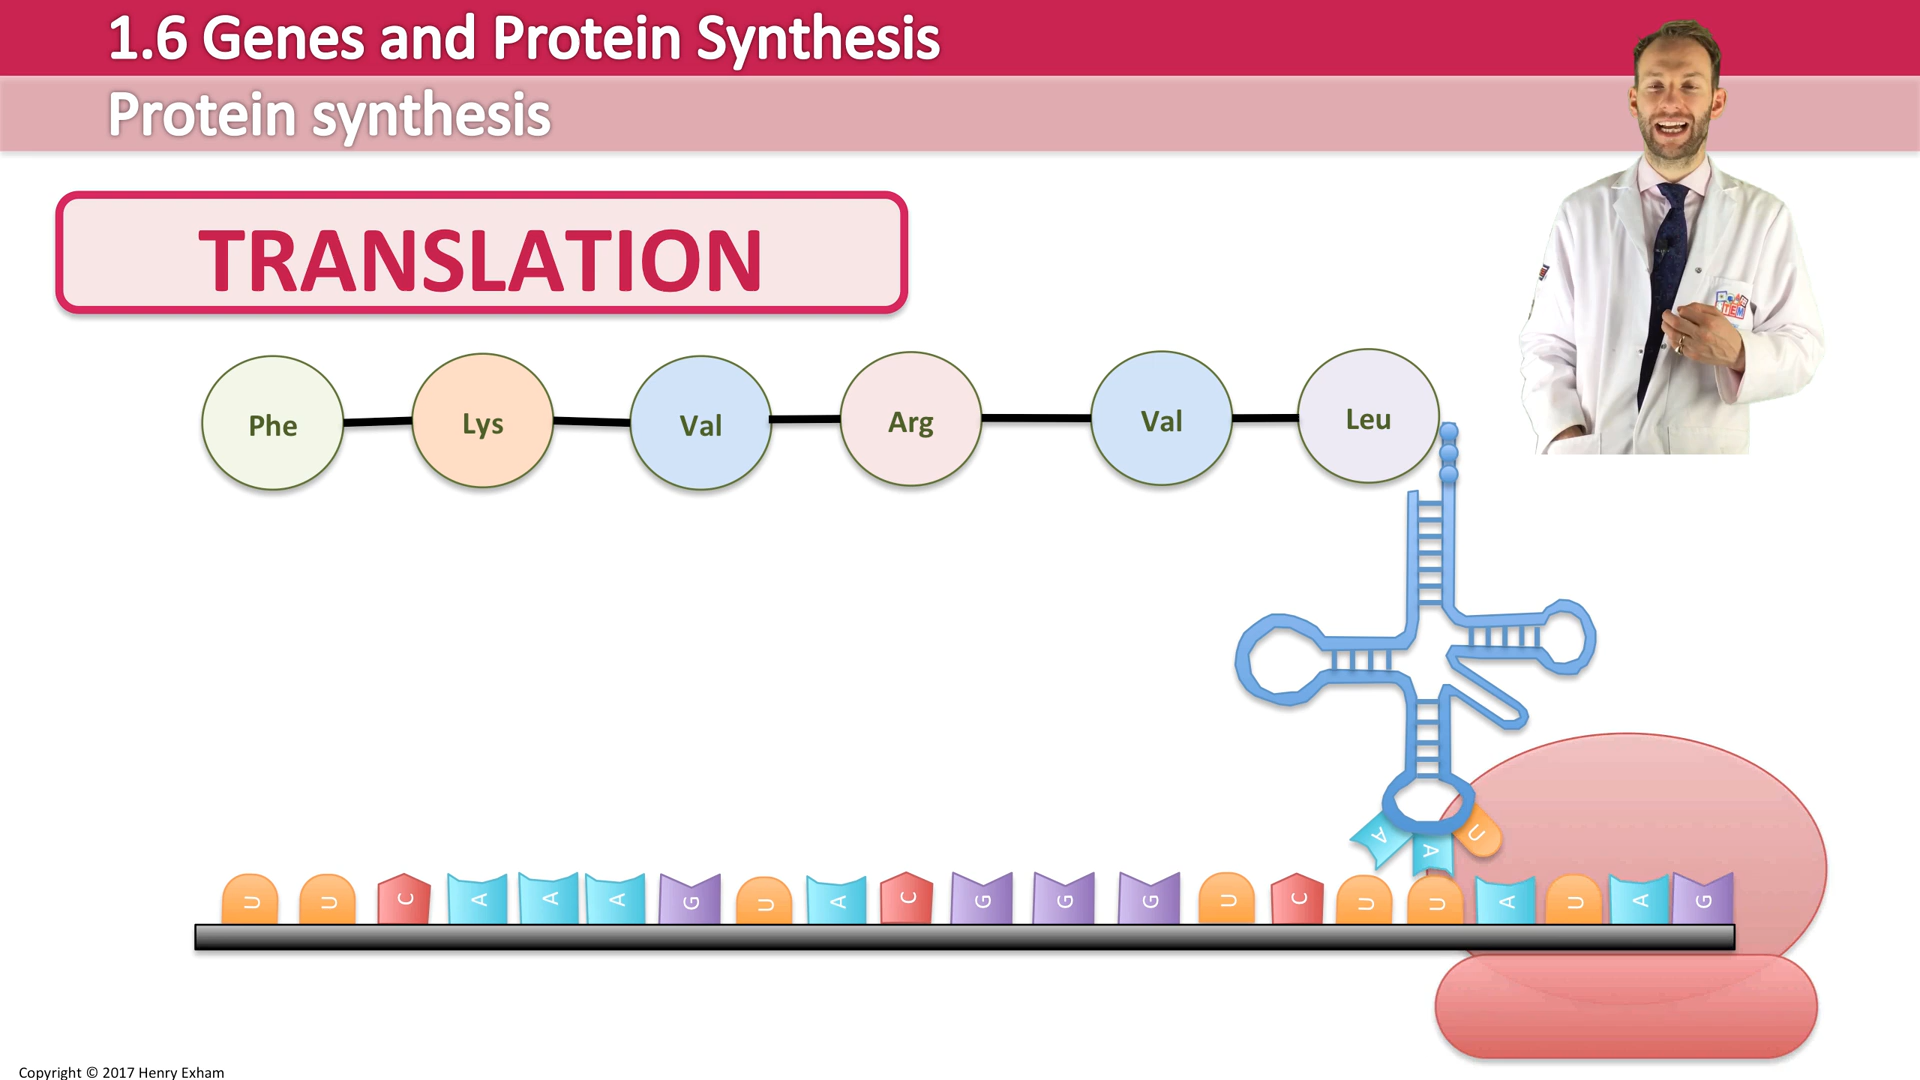 1.6 Genes and Protein Synthesis
Protein synthesis
TRANSLATION
Phe Lys Val Arg Val Leu
A A U
U U C A A A G U A C G G G U C U U A U A G
Copyright © 2017 Henry Exham